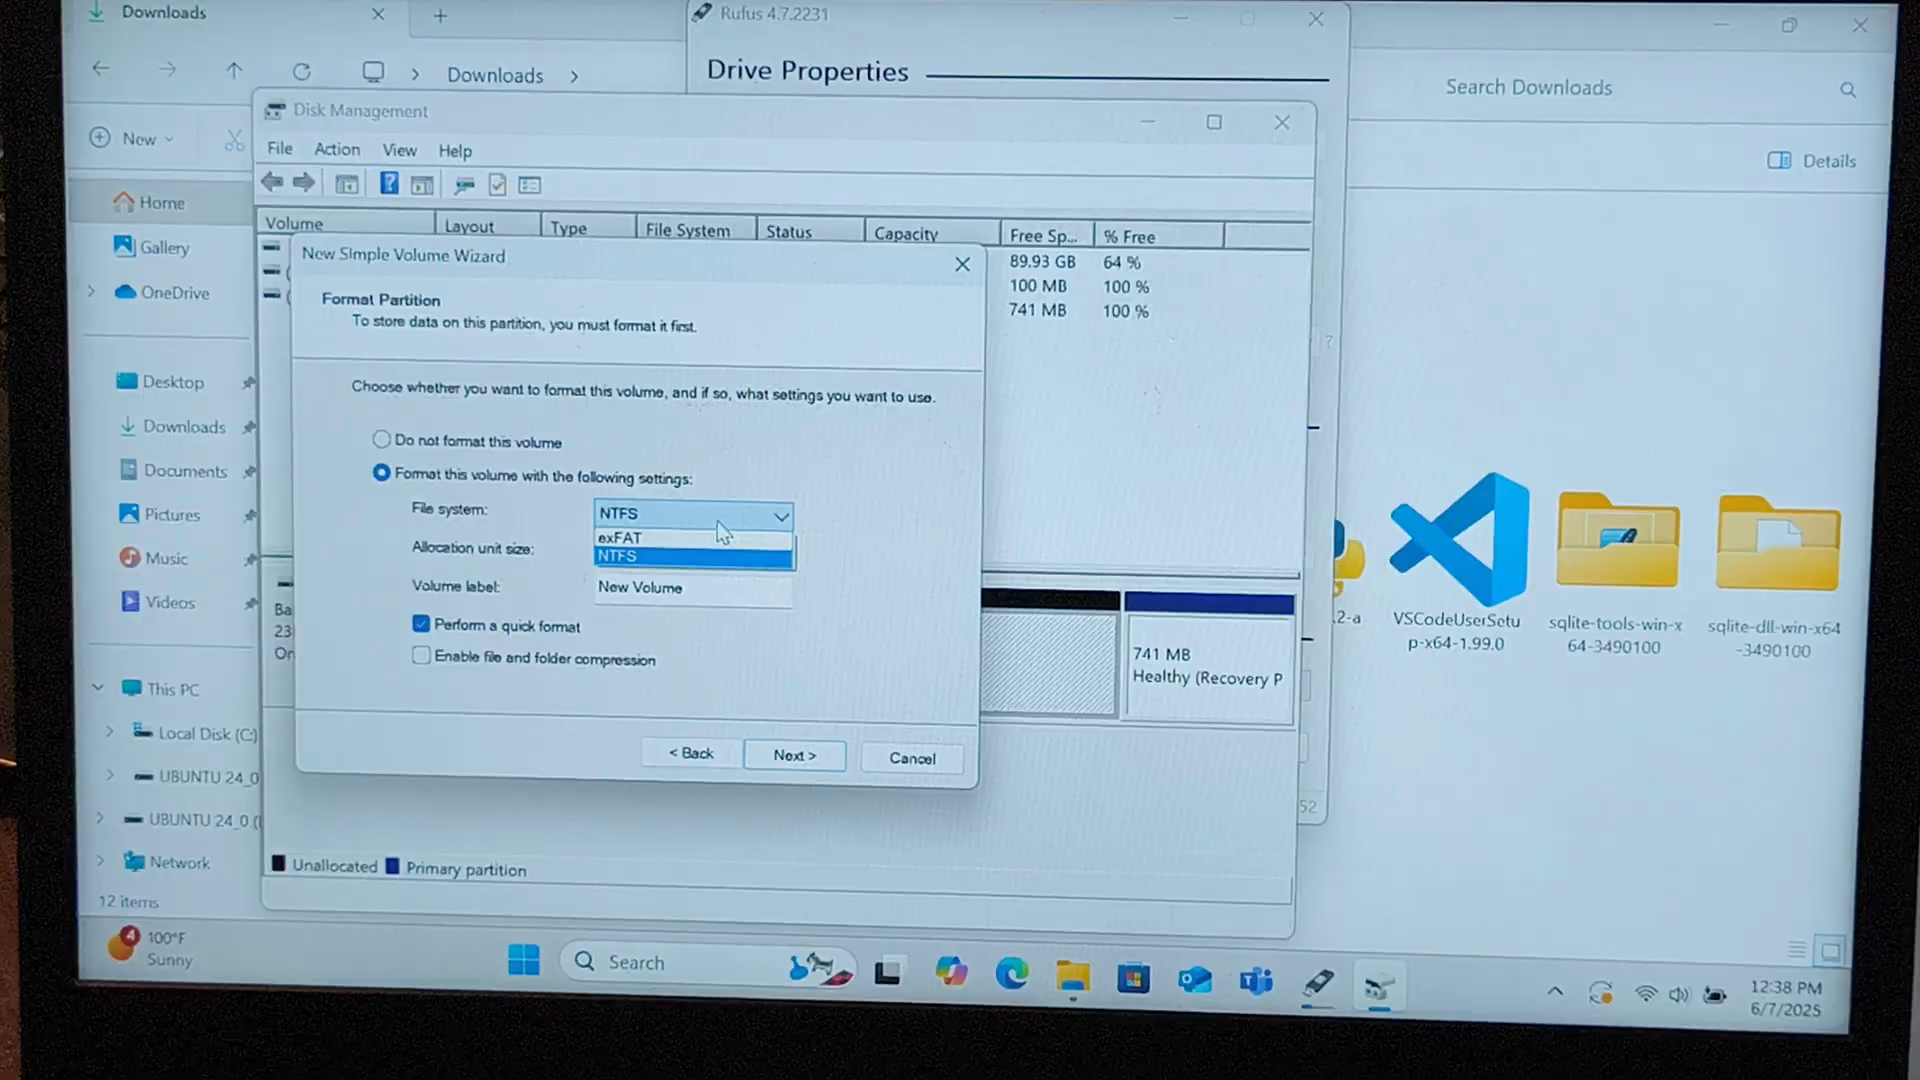 Downloads
Rufus 4.7.2231
Downloads
Drive Properties
Search Downloads
New
Disk Management
File Action View Help
Details
Home
Gallery
OneDrive
Desktop
Downloads
Documents
Pictures
Music
Videos
This PC
Local Disk (C:)
UBUNTU 24_0
UBUNTU 24_0 (
Network
12 items
Volume Layout Type File System Status Capacity Free Sp... % Free
89.93 GB 64 %
100 MB 100 %
741 MB 100 %
New Simple Volume Wizard
Format Partition
To store data on this partition, you must format it first.
Choose whether you want to format this volume, and if so, what settings you want to use.
Do not format this volume
Format this volume with the following settings:
File system: NTFS
exFAT
NTFS
Allocation unit size:
Volume label: New Volume
Perform a quick format
Enable file and folder compression
< Back Next > Cancel
Ba
23
On
741 MB
Healthy (Recovery P
7
52
Unallocated Primary partition
.2-a
VSCodeUserSetu
p-x64-1.99.0
sqlite-tools-win-x
64-3490100
sqlite-dll-win-x64
-3490100
4
100°F
Sunny
Search
12:38 PM
6/7/2025